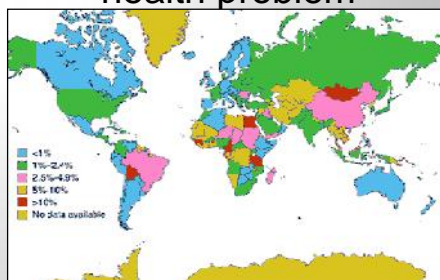 health problem
<1%
1%-2.4%
2.5%-4.9%
5%-10%
>10%
No data available